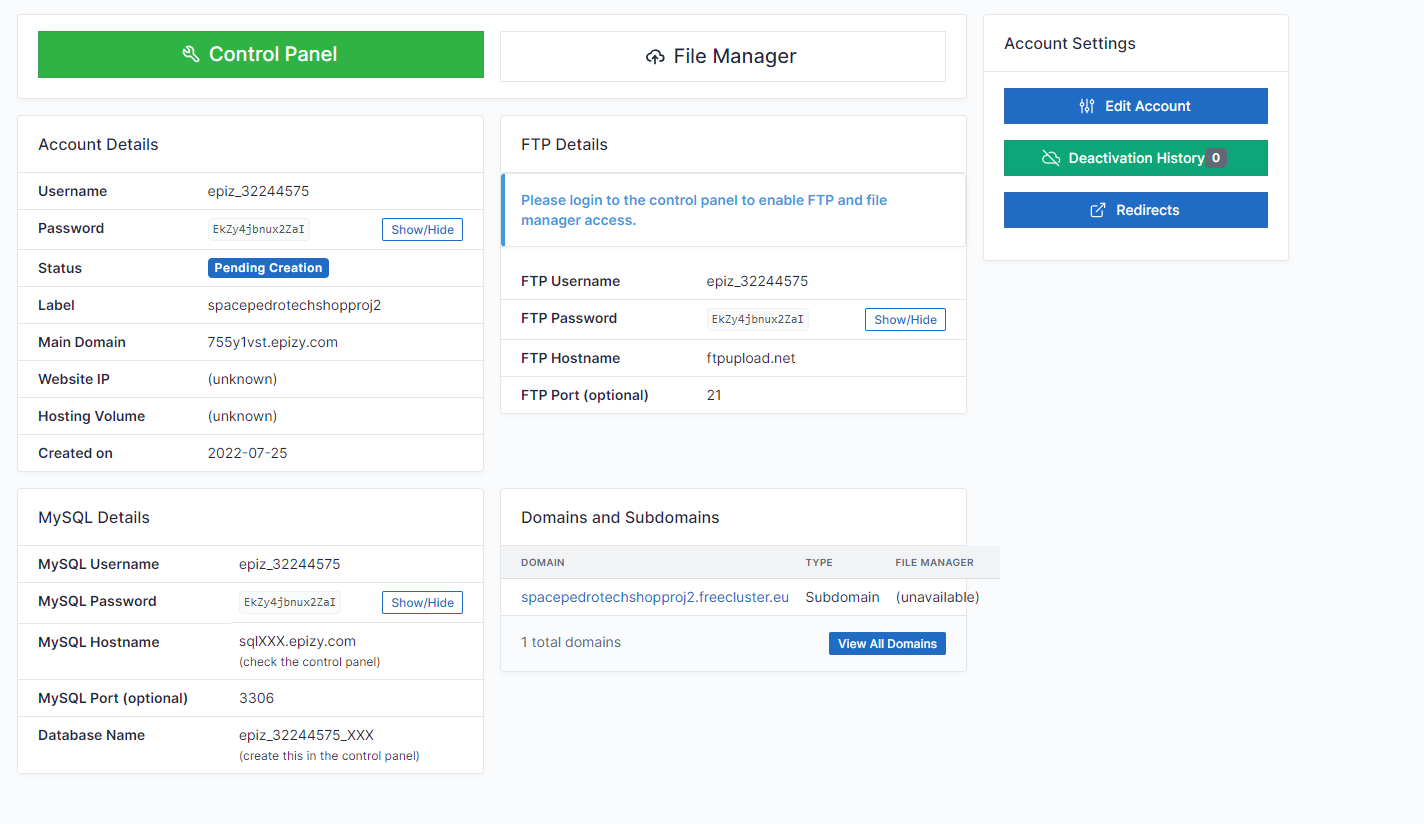 Control Panel
File Manager
Account Settings
Edit Account
Deactivation History 0
Redirects
Account Details
Username epiz_32244575
Password EkZy4jbnux2ZaI Show/Hide
Status Pending Creation
Label spacepedrotechshopproj2
Main Domain 755y1vst.epizy.com
Website IP (unknown)
Hosting Volume (unknown)
Created on 2022-07-25
FTP Details
Please login to the control panel to enable FTP and file
manager access.
FTP Username epiz_32244575
FTP Password EkZy4jbnux2ZaI Show/Hide
FTP Hostname ftpupload.net
FTP Port (optional) 21
MySQL Details
MySQL Username epiz_32244575
MySQL Password EkZy4jbnux2ZaI Show/Hide
MySQL Hostname sqlXXX.epizy.com
(check the control panel)
MySQL Port (optional) 3306
Database Name epiz_32244575_XXX
(create this in the control panel)
Domains and Subdomains
DOMAIN TYPE FILE MANAGER
spacepedrotechshopproj2.freecluster.eu Subdomain (unavailable)
1 total domains View All Domains